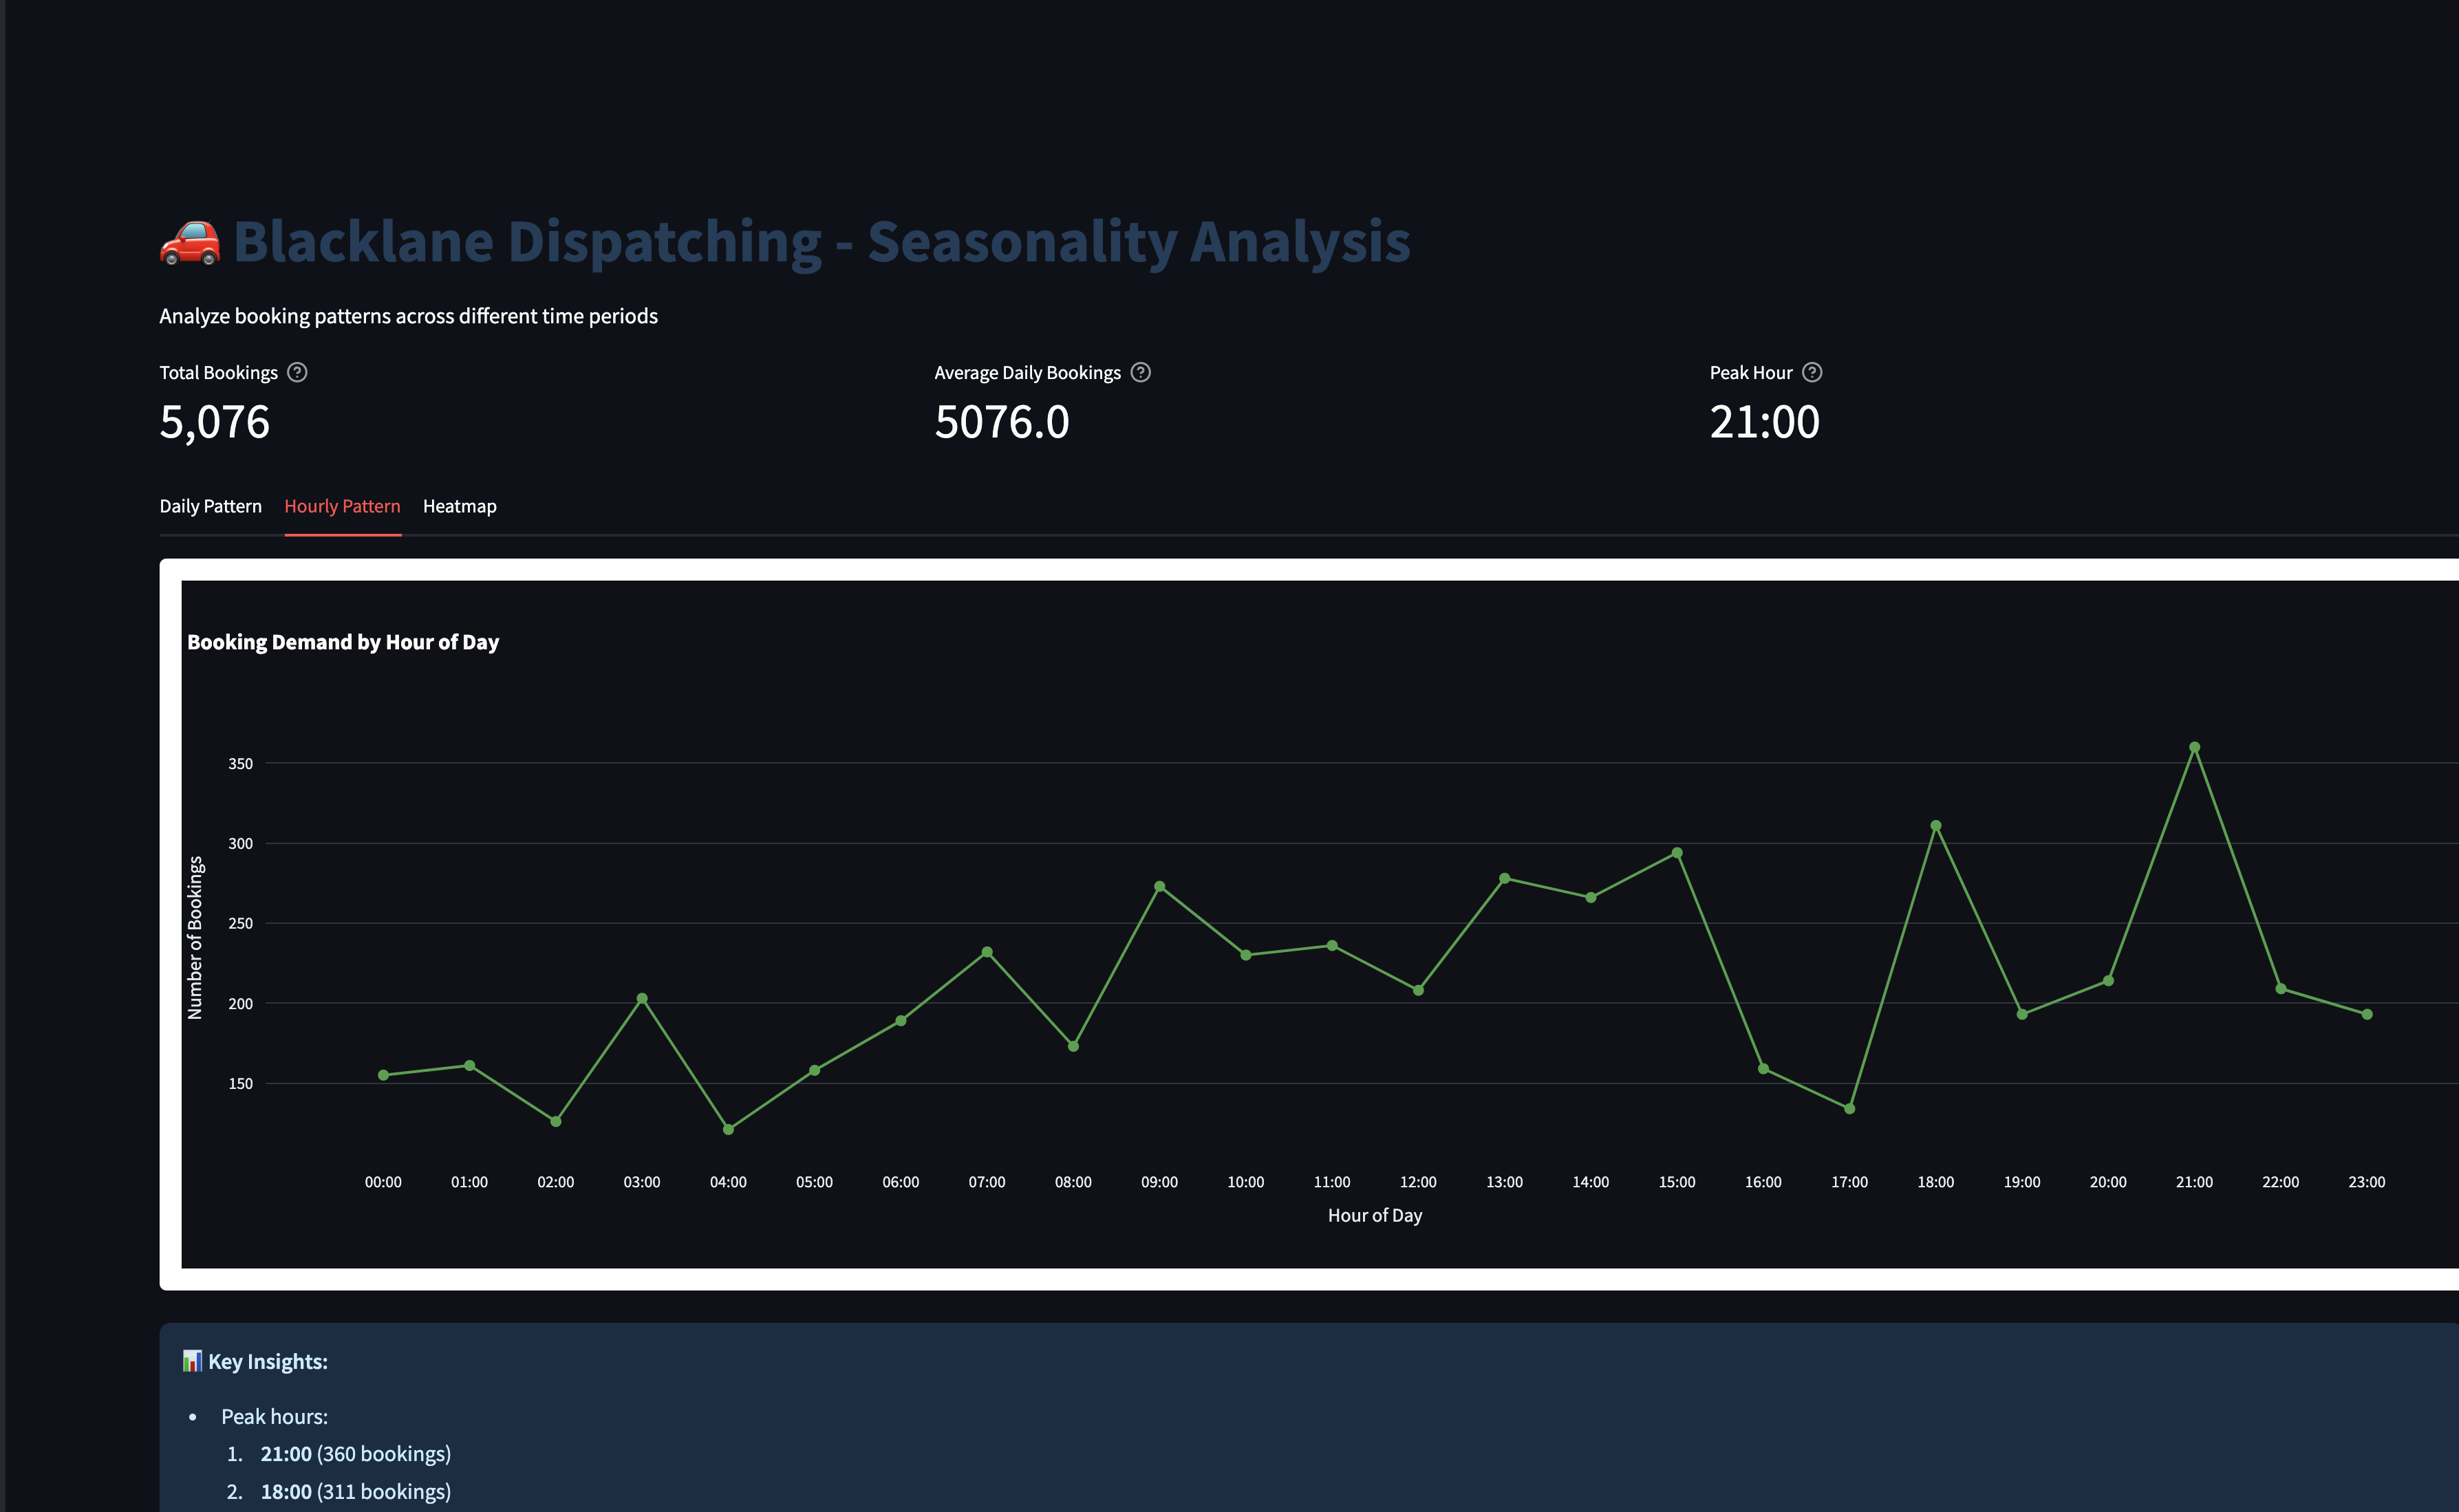 🚗 Blacklane Dispatching - Seasonality Analysis
Analyze booking patterns across different time periods
Total Bookings ?
5,076
Average Daily Bookings ?
5076.0
Peak Hour ?
21:00
Daily Pattern Hourly Pattern Heatmap
Booking Demand by Hour of Day
Number of Bookings
350
300
250
200
150
00:00 01:00 02:00 03:00 04:00 05:00 06:00 07:00 08:00 09:00 10:00 11:00 12:00 13:00 14:00 15:00 16:00 17:00 18:00 19:00 20:00 21:00 22:00 23:00
Hour of Day
📊 Key Insights:
• Peak hours:
1. 21:00 (360 bookings)
2. 18:00 (311 bookings)